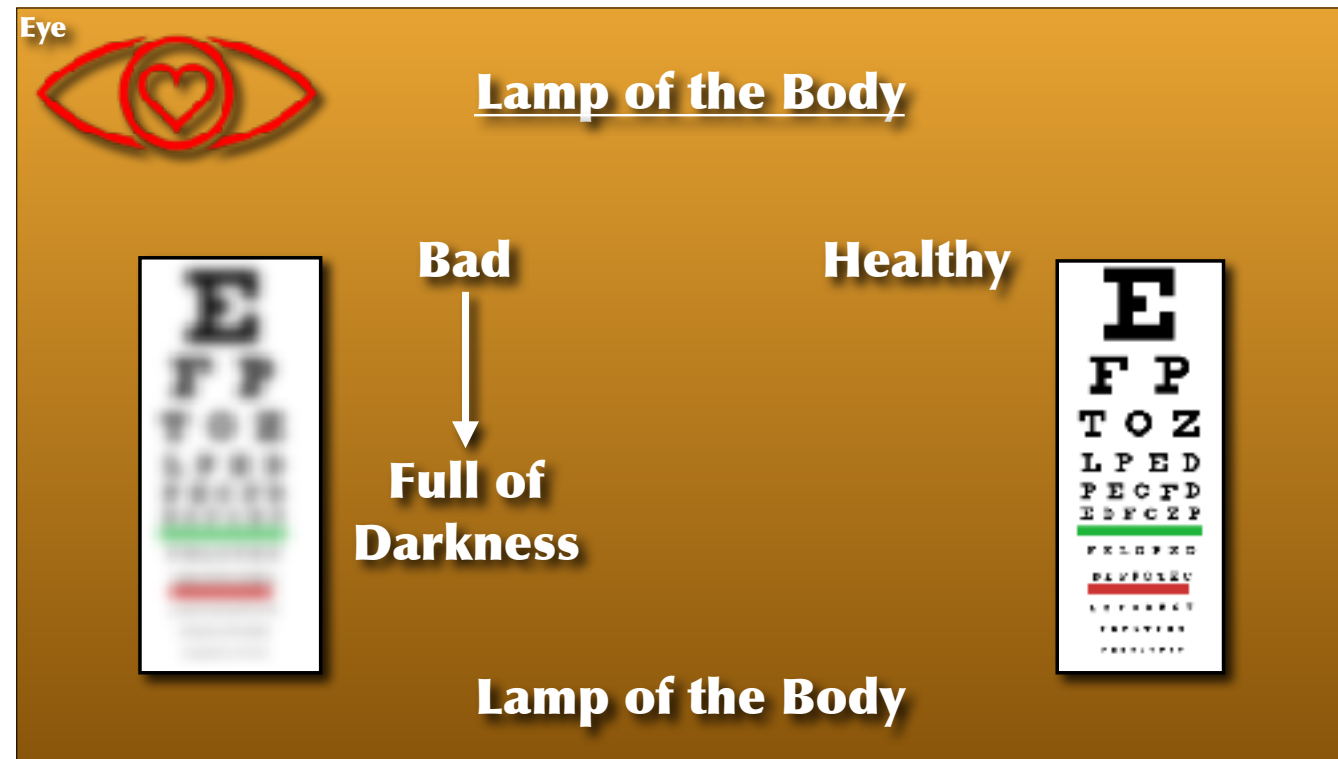 Eye
Lamp of the Body
Bad
Healthy
Full of
Darkness
E
F P
T O Z
L P E D
P E C F D
E D F C Z P
E
F P
T O Z
L P E D
P E C F D
E D F C Z P
Lamp of the Body